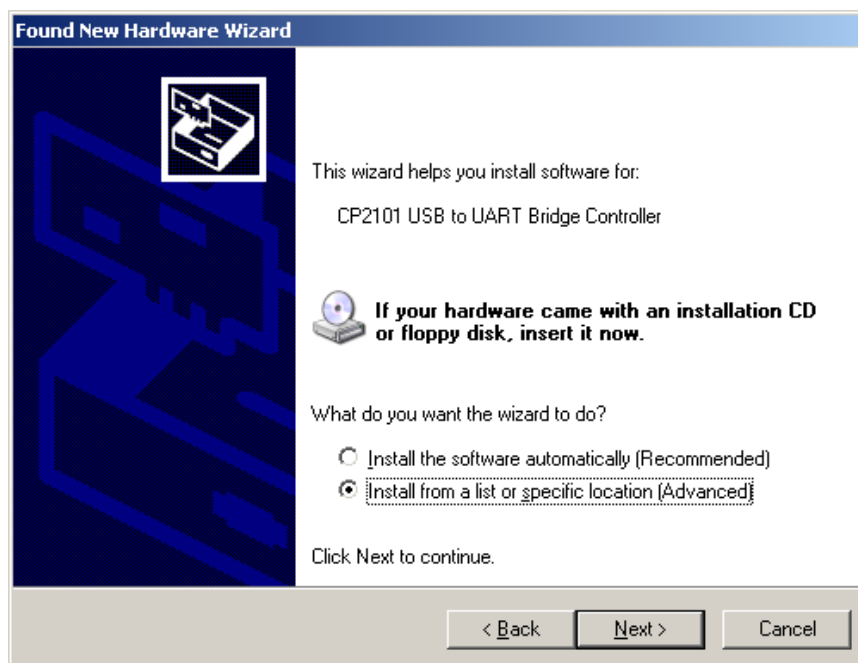 Found New Hardware Wizard
This wizard helps you install software for:
CP2101 USB to UART Bridge Controller
If your hardware came with an installation CD
or floppy disk, insert it now.
What do you want the wizard to do?
Install the software automatically (Recommended)
Install from a list or specific location (Advanced)
Click Next to continue.
< Back
Next >
Cancel